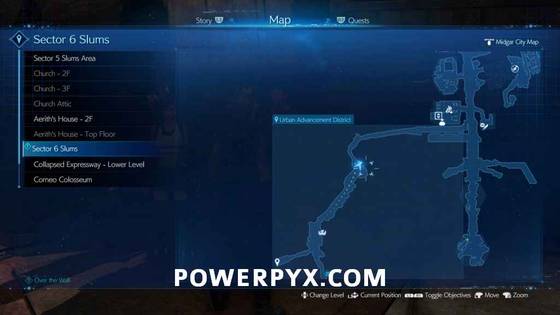 Story Map Quests
Sector 6 Slums
Midgar City Map
Sector 5 Slums Area
Church - 2F
Church - 3F
Church Attic
Aerith's House - 2F
Aerith's House - Top Floor
Sector 6 Slums
Collapsed Expressway - Lower Level
Corneo Colosseum
Urban Advancement District
Over the Wall
POWERPYX.COM
Change Level Current Position Toggle Objectives Move Zoom